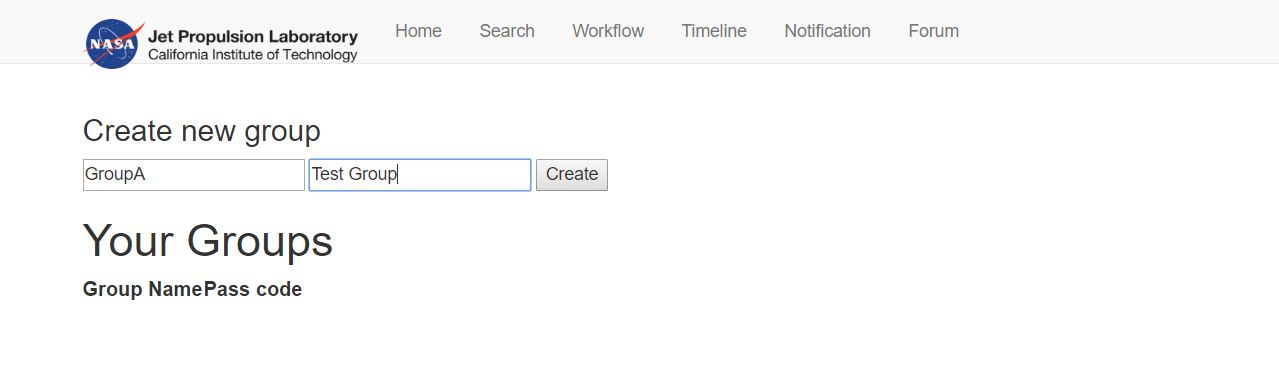 NASA
Jet Propulsion Laboratory
California Institute of Technology
Home Search Workflow Timeline Notification Forum
Create new group
GroupA Test Group Create
Your Groups
Group NamePass code